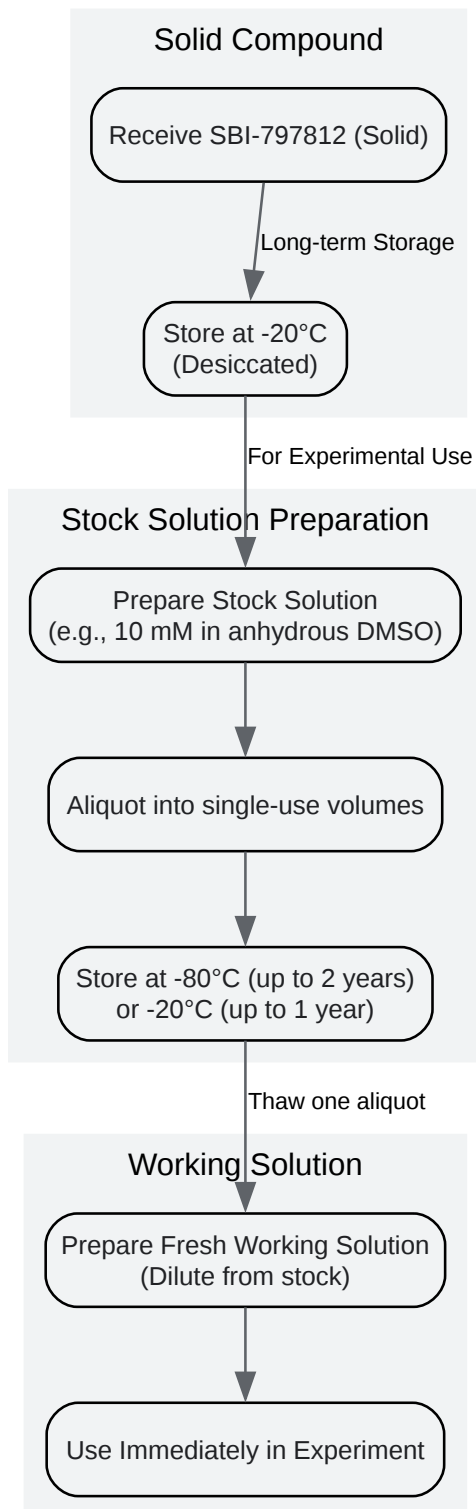 Solid Compound
Receive SBI-797812 (Solid)
Long-term Storage
Store at -20°C
(Desiccated)
For Experimental Use
Stock Solution Preparation
Prepare Stock Solution
(e.g., 10 mM in anhydrous DMSO)
Aliquot into single-use volumes
Store at -80°C (up to 2 years)
or -20°C (up to 1 year)
Thaw one aliquot
Working Solution
Prepare Fresh Working Solution
(Dilute from stock)
Use Immediately in Experiment